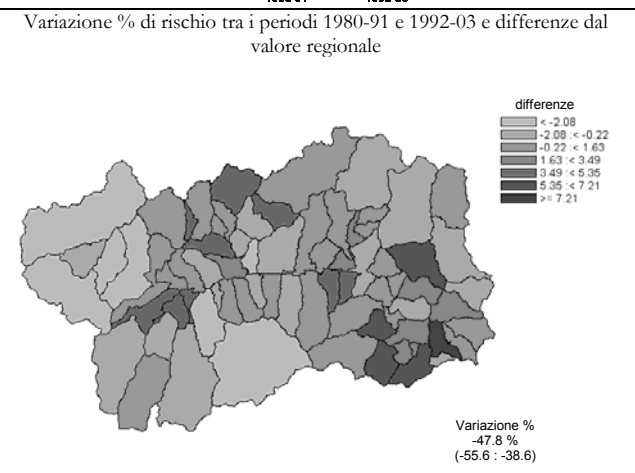 Variazione % di rischio tra i periodi 1980-91 e 1992-03 e differenze dal
valore regionale
differenze
< -2.08
-2.08 :< -0.22
-0.22 :< 1.63
1.63 :< 3.49
3.49 :< 5.35
5.35 :< 7.21
>= 7.21
Variazione %
-47.8 %
(-55.6 : -38.6)